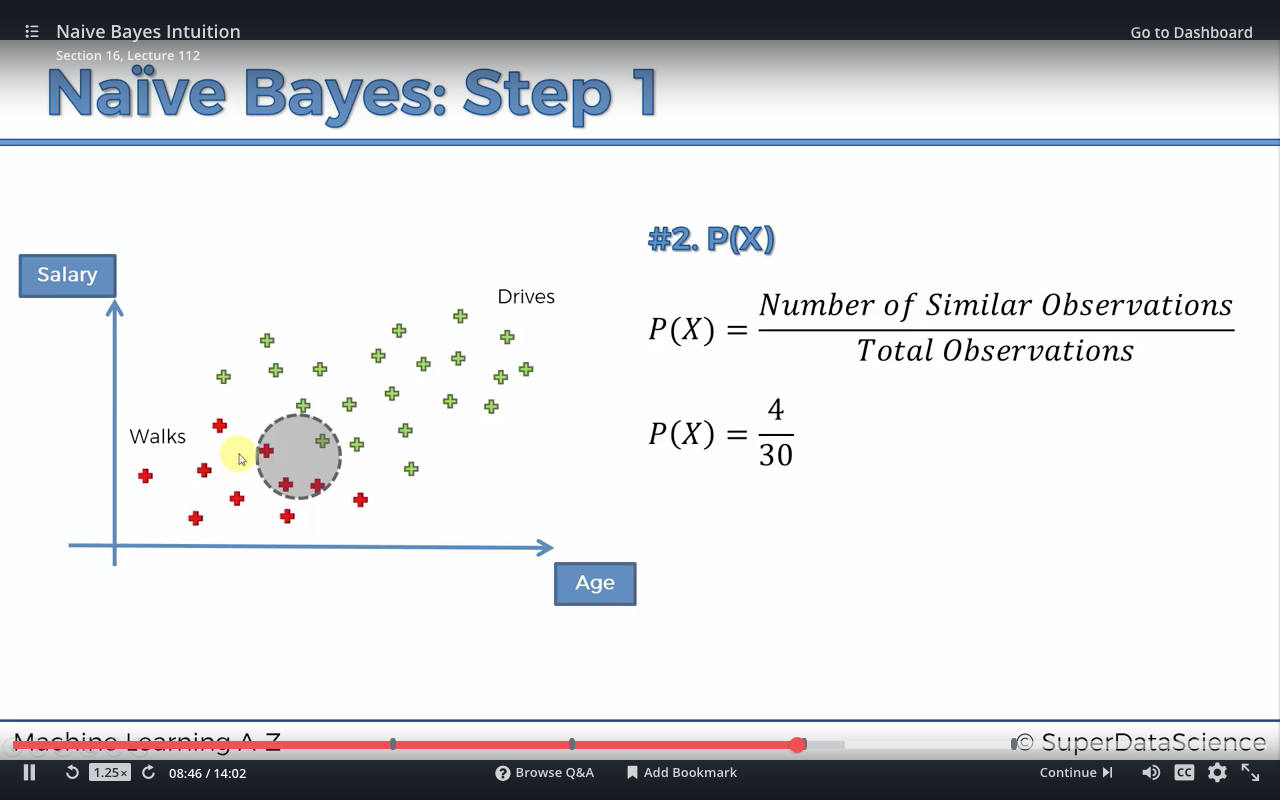 Naive Bayes Intuition
Go to Dashboard
Section 16, Lecture 112
Naïve Bayes: Step 1
#2. P(X)
Salary
Drives
Walks
Age
P(X) = Number of Similar Observations / Total Observations
P(X) = 4 / 30
Machine Learning A-Z
© SuperDataScience
1.25×
08:46 / 14:02
? Browse Q&A
Add Bookmark
Continue
CC